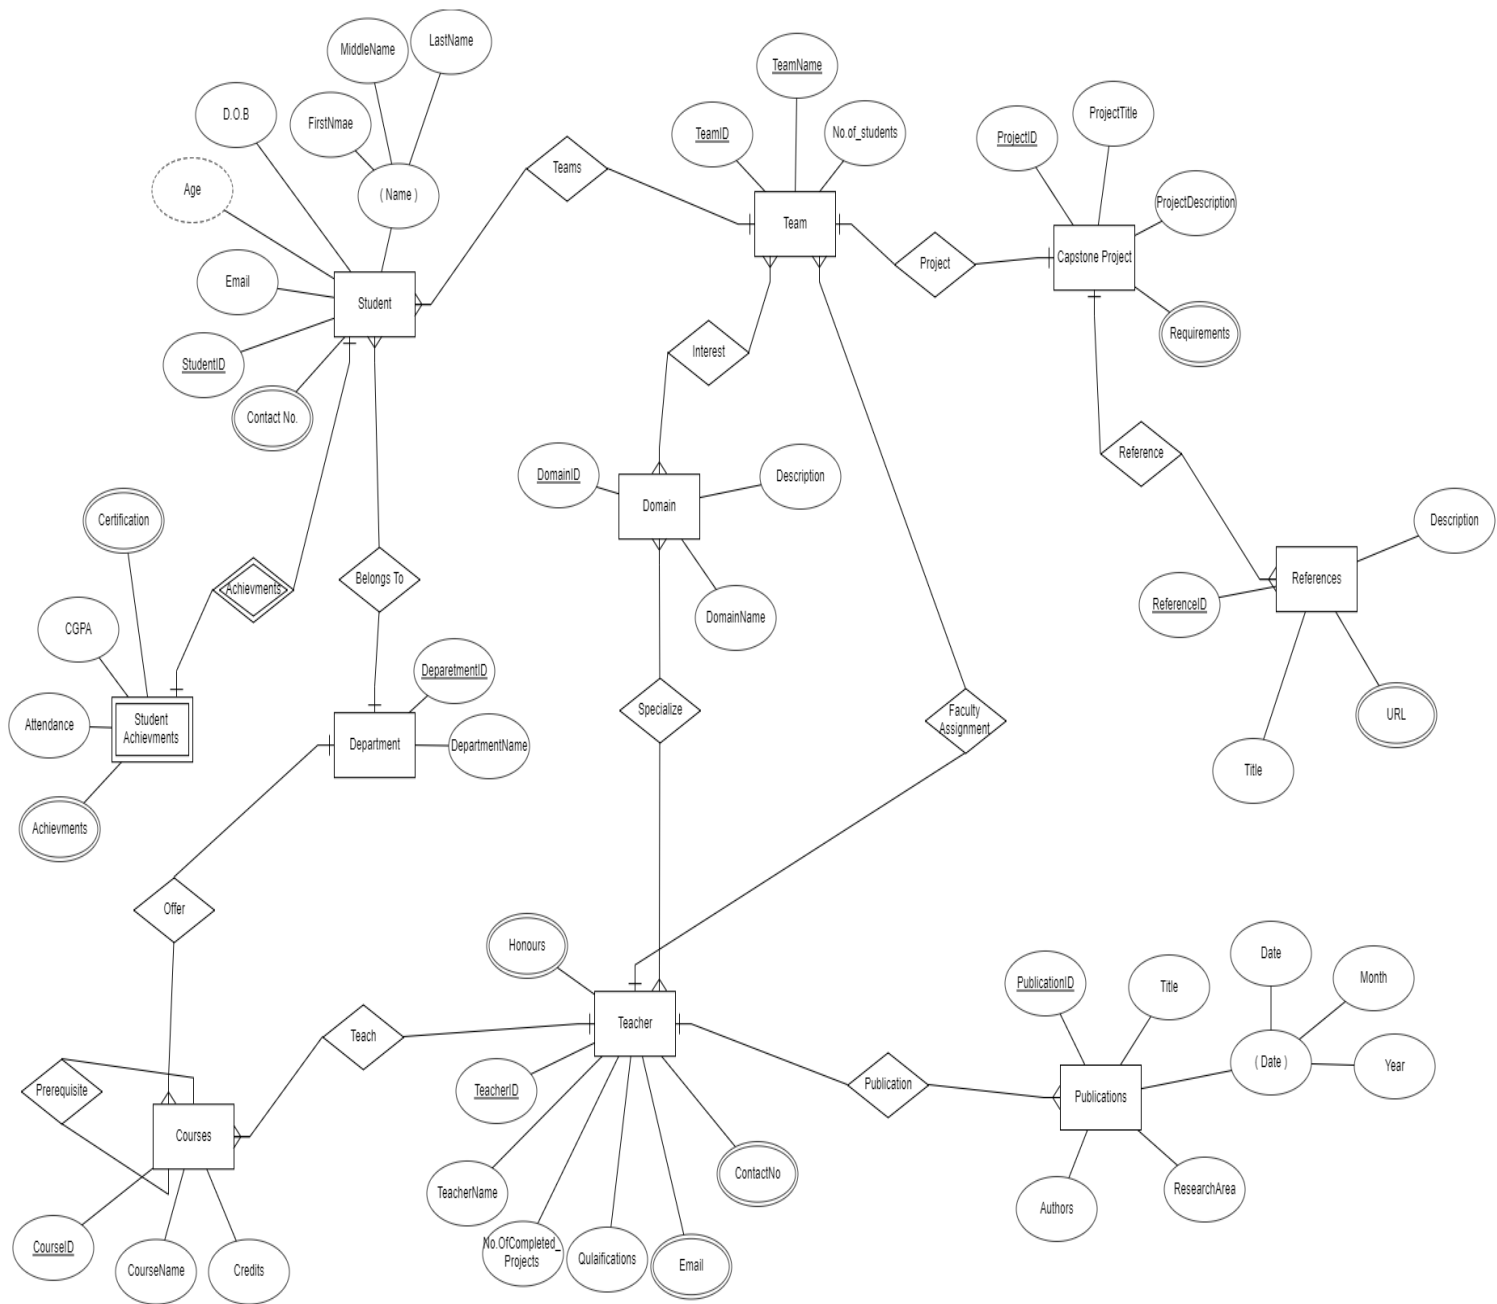 MiddleName
LastName
TeamName
D.O.B
FirstNmae
TeamID
No.of_students
ProjectID
ProjectTitle
Teams
Age
( Name )
ProjectDescription
Team
Project
Capstone Project
Email
Student
Requirements
Interest
StudentID
Contact No.
Reference
DomainID
Description
Domain
Certification
Description
Achievments
Belongs To
References
ReferenceID
CGPA
DomainName
DeparetmentID
Specialize
Faculty
Assignment
Student
Achievments
Attendance
Department
DepartmentName
URL
Title
Achievments
Offer
Honours
Date
Month
PublicationID
Title
Teacher
Teach
( Date )
Year
Prerequisite
TeacherID
Publication
Publications
Courses
ContactNo
TeacherName
ResearchArea
Authors
CourseID
CourseName
Credits
No.OfCompleted_
Projects
Qulaifications
Email